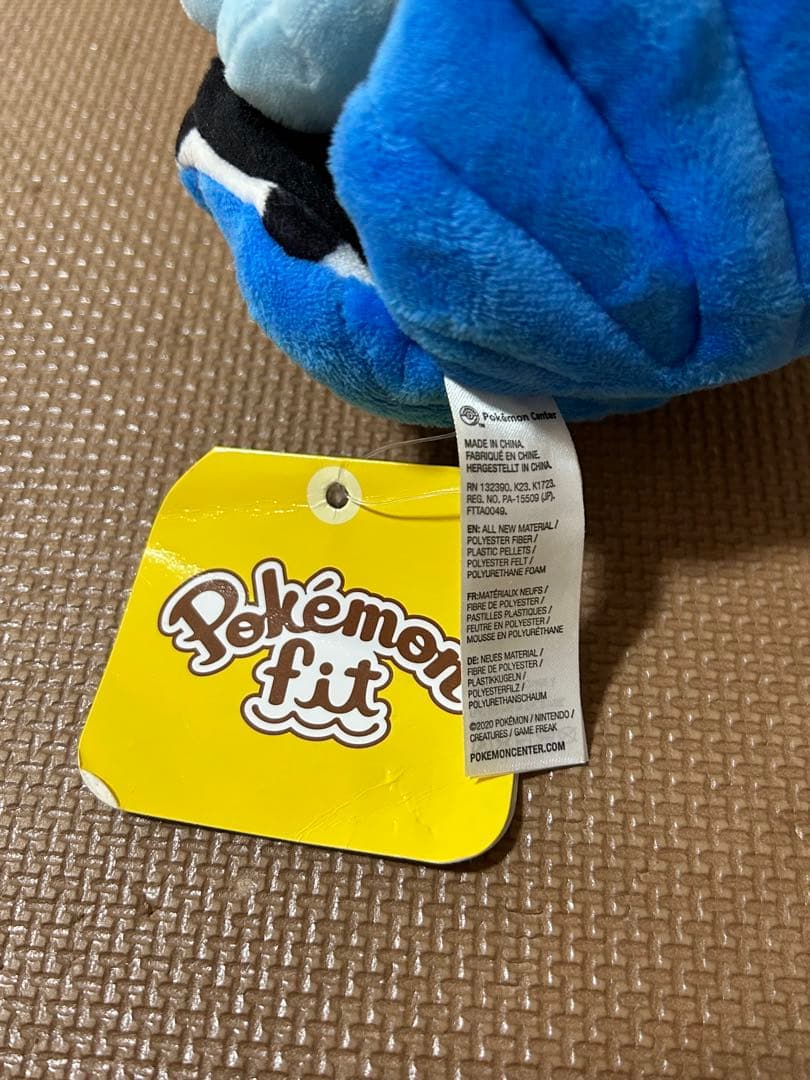 Pokémon
fit
Pokémon Center
TM
MADE IN CHINA.
FABRIQUÉ EN CHINE.
HERGESTELLT IN CHINA.
RN 132390. K23. K1723.
REG. NO. PA-15509 (JP).
FTTA0049.
EN: ALL NEW MATERIAL /
POLYESTER FIBER /
PLASTIC PELLETS /
POLYESTER FELT /
POLYURETHANE FOAM
FR:MATÉRIAUX NEUFS /
FIBRE DE POLYESTER /
PASTILLES PLASTIQUES /
FEUTRE EN POLYESTER /
MOUSSE EN POLYURÉTHANE
DE: NEUES MATERIAL /
FIBRE DE POLYESTER /
PLASTIKKUGELN /
POLYESTERFILZ /
POLYURETHANSCHAUM
©2020 POKÉMON / NINTENDO /
CREATURES / GAME FREAK
POKEMONCENTER.COM